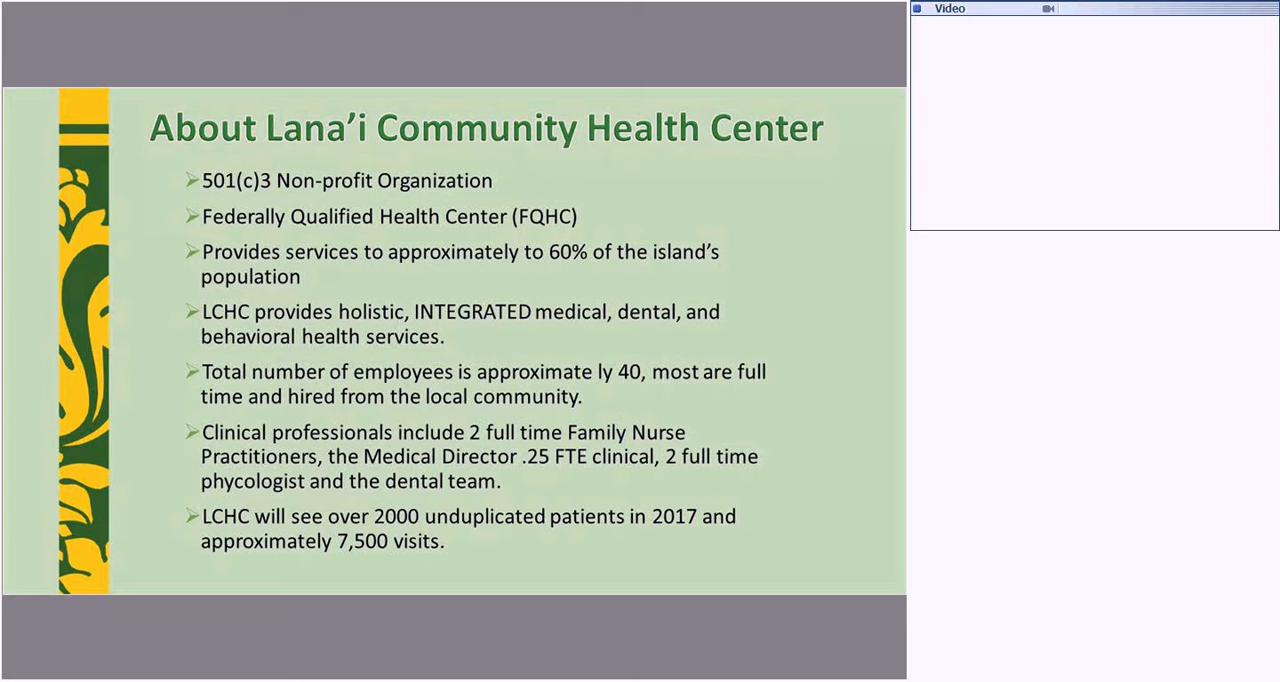 Video
About Lana’i Community Health Center
➢501(c)3 Non-profit Organization
➢Federally Qualified Health Center (FQHC)
➢Provides services to approximately to 60% of the island’s
population
➢LCHC provides holistic, INTEGRATED medical, dental, and
behavioral health services.
➢Total number of employees is approximate ly 40, most are full
time and hired from the local community.
➢Clinical professionals include 2 full time Family Nurse
Practitioners, the Medical Director .25 FTE clinical, 2 full time
phycologist and the dental team.
➢LCHC will see over 2000 unduplicated patients in 2017 and
approximately 7,500 visits.